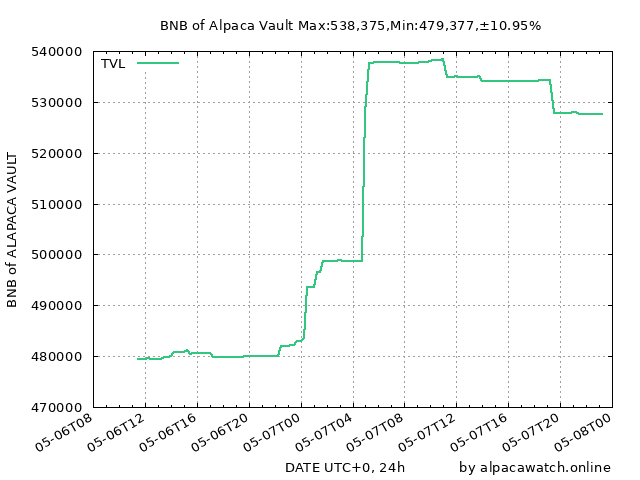 BNB of Alpaca Vault Max:538,375,Min:479,377,±10.95%
540000
TVL
530000
520000
510000
500000
490000
480000
470000
BNB of ALAPACA VAULT
05-06T08
05-06T12
05-06T16
05-06T20
05-07T00
05-07T04
05-07T08
05-07T12
05-07T16
05-07T20
05-08T00
DATE UTC+0, 24h
by alpacawatch.online